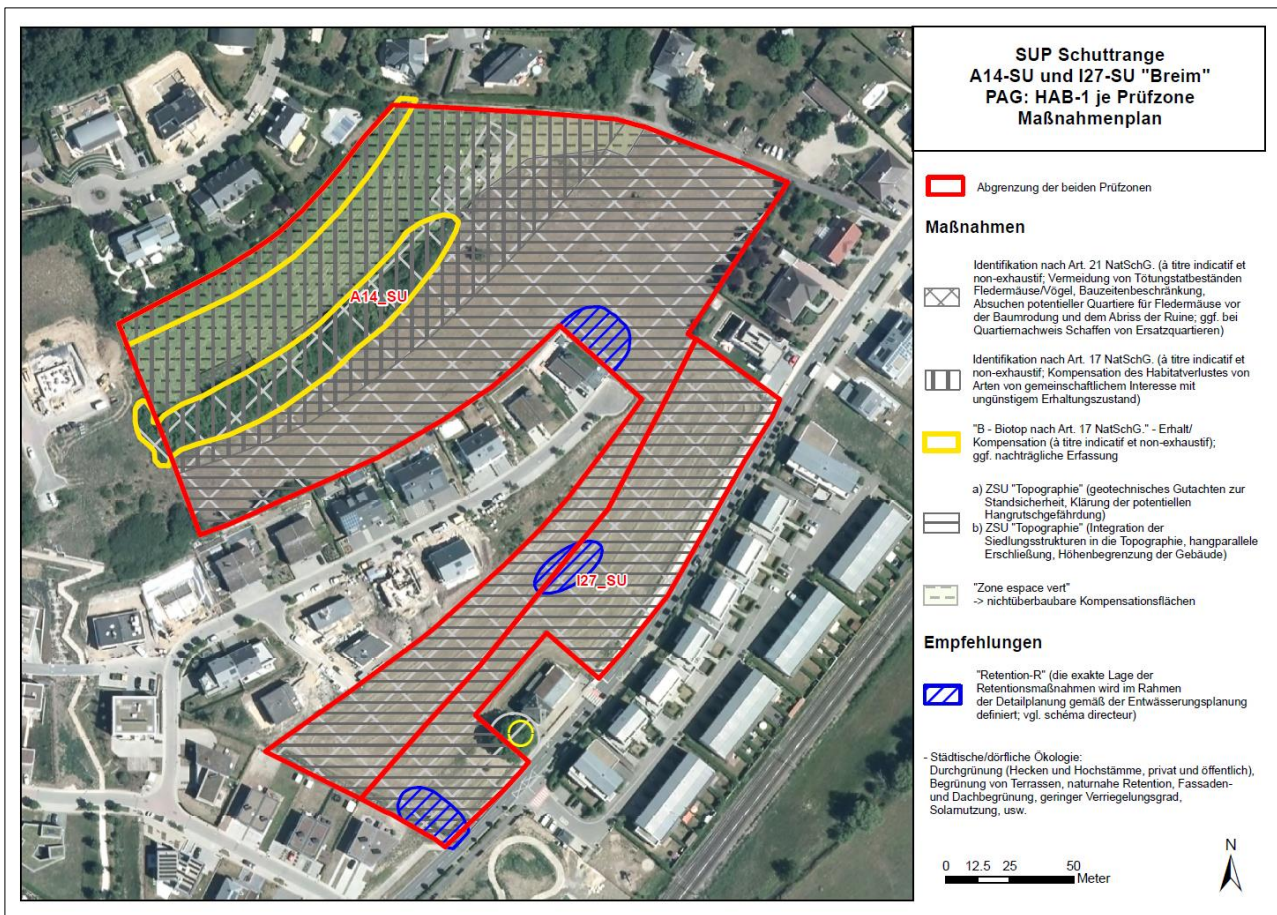 SUP Schuttrange
A14-SU und I27-SU "Breim"
PAG: HAB-1 je Prüfzone
Maßnahmenplan
Abgrenzung der beiden Prüfzonen
Maßnahmen
Identifikation nach Art. 21 NatSchG. (à titre indicatif et
non-exhaustif; Vermeidung von Tötungstatbeständen
Fledermäuse/Vögel, Bauzeitenbeschränkung,
Absuchen potentieller Quartiere für Fledermäuse vor
der Baumrodung und dem Abriss der Ruine; ggf. bei
Quartiernachweis Schaffen von Ersatzquartieren)
Identifikation nach Art. 17 NatSchG. (à titre indicatif et
non-exhaustif; Kompensation des Habitatverlustes von
Arten von gemeinschaftlichem Interesse mit
ungünstigem Erhaltungszustand)
"B - Biotop nach Art. 17 NatSchG." - Erhalt/
Kompensation (à titre indicatif et non-exhaustif);
ggf. nachträgliche Erfassung
a) ZSU "Topographie" (geotechnisches Gutachten zur
Standsicherheit, Klärung der potentiellen
Hangrutschgefährdung)
b) ZSU "Topographie" (Integration der
Siedlungsstrukturen in die Topographie, hangparallele
Erschließung, Höhenbegrenzung der Gebäude)
"Zone espace vert"
-> nichtüberbaubare Kompensationsflächen
Empfehlungen
"Retention-R" (die exakte Lage der
Retentionsmaßnahmen wird im Rahmen
der Detailplanung gemäß der Entwässerungsplanung
definiert; vgl. schéma directeur)
- Städtische/dörfliche Ökologie:
Durchgrünung (Hecken und Hochstämme, privat und öffentlich),
Begrünung von Terrassen, naturnahe Retention, Fassaden-
und Dachbegrünung, geringer Verriegelungsgrad,
Solarnutzung, usw.
N
0 12.5 25 50
Meter
A14_SU
I27_SU